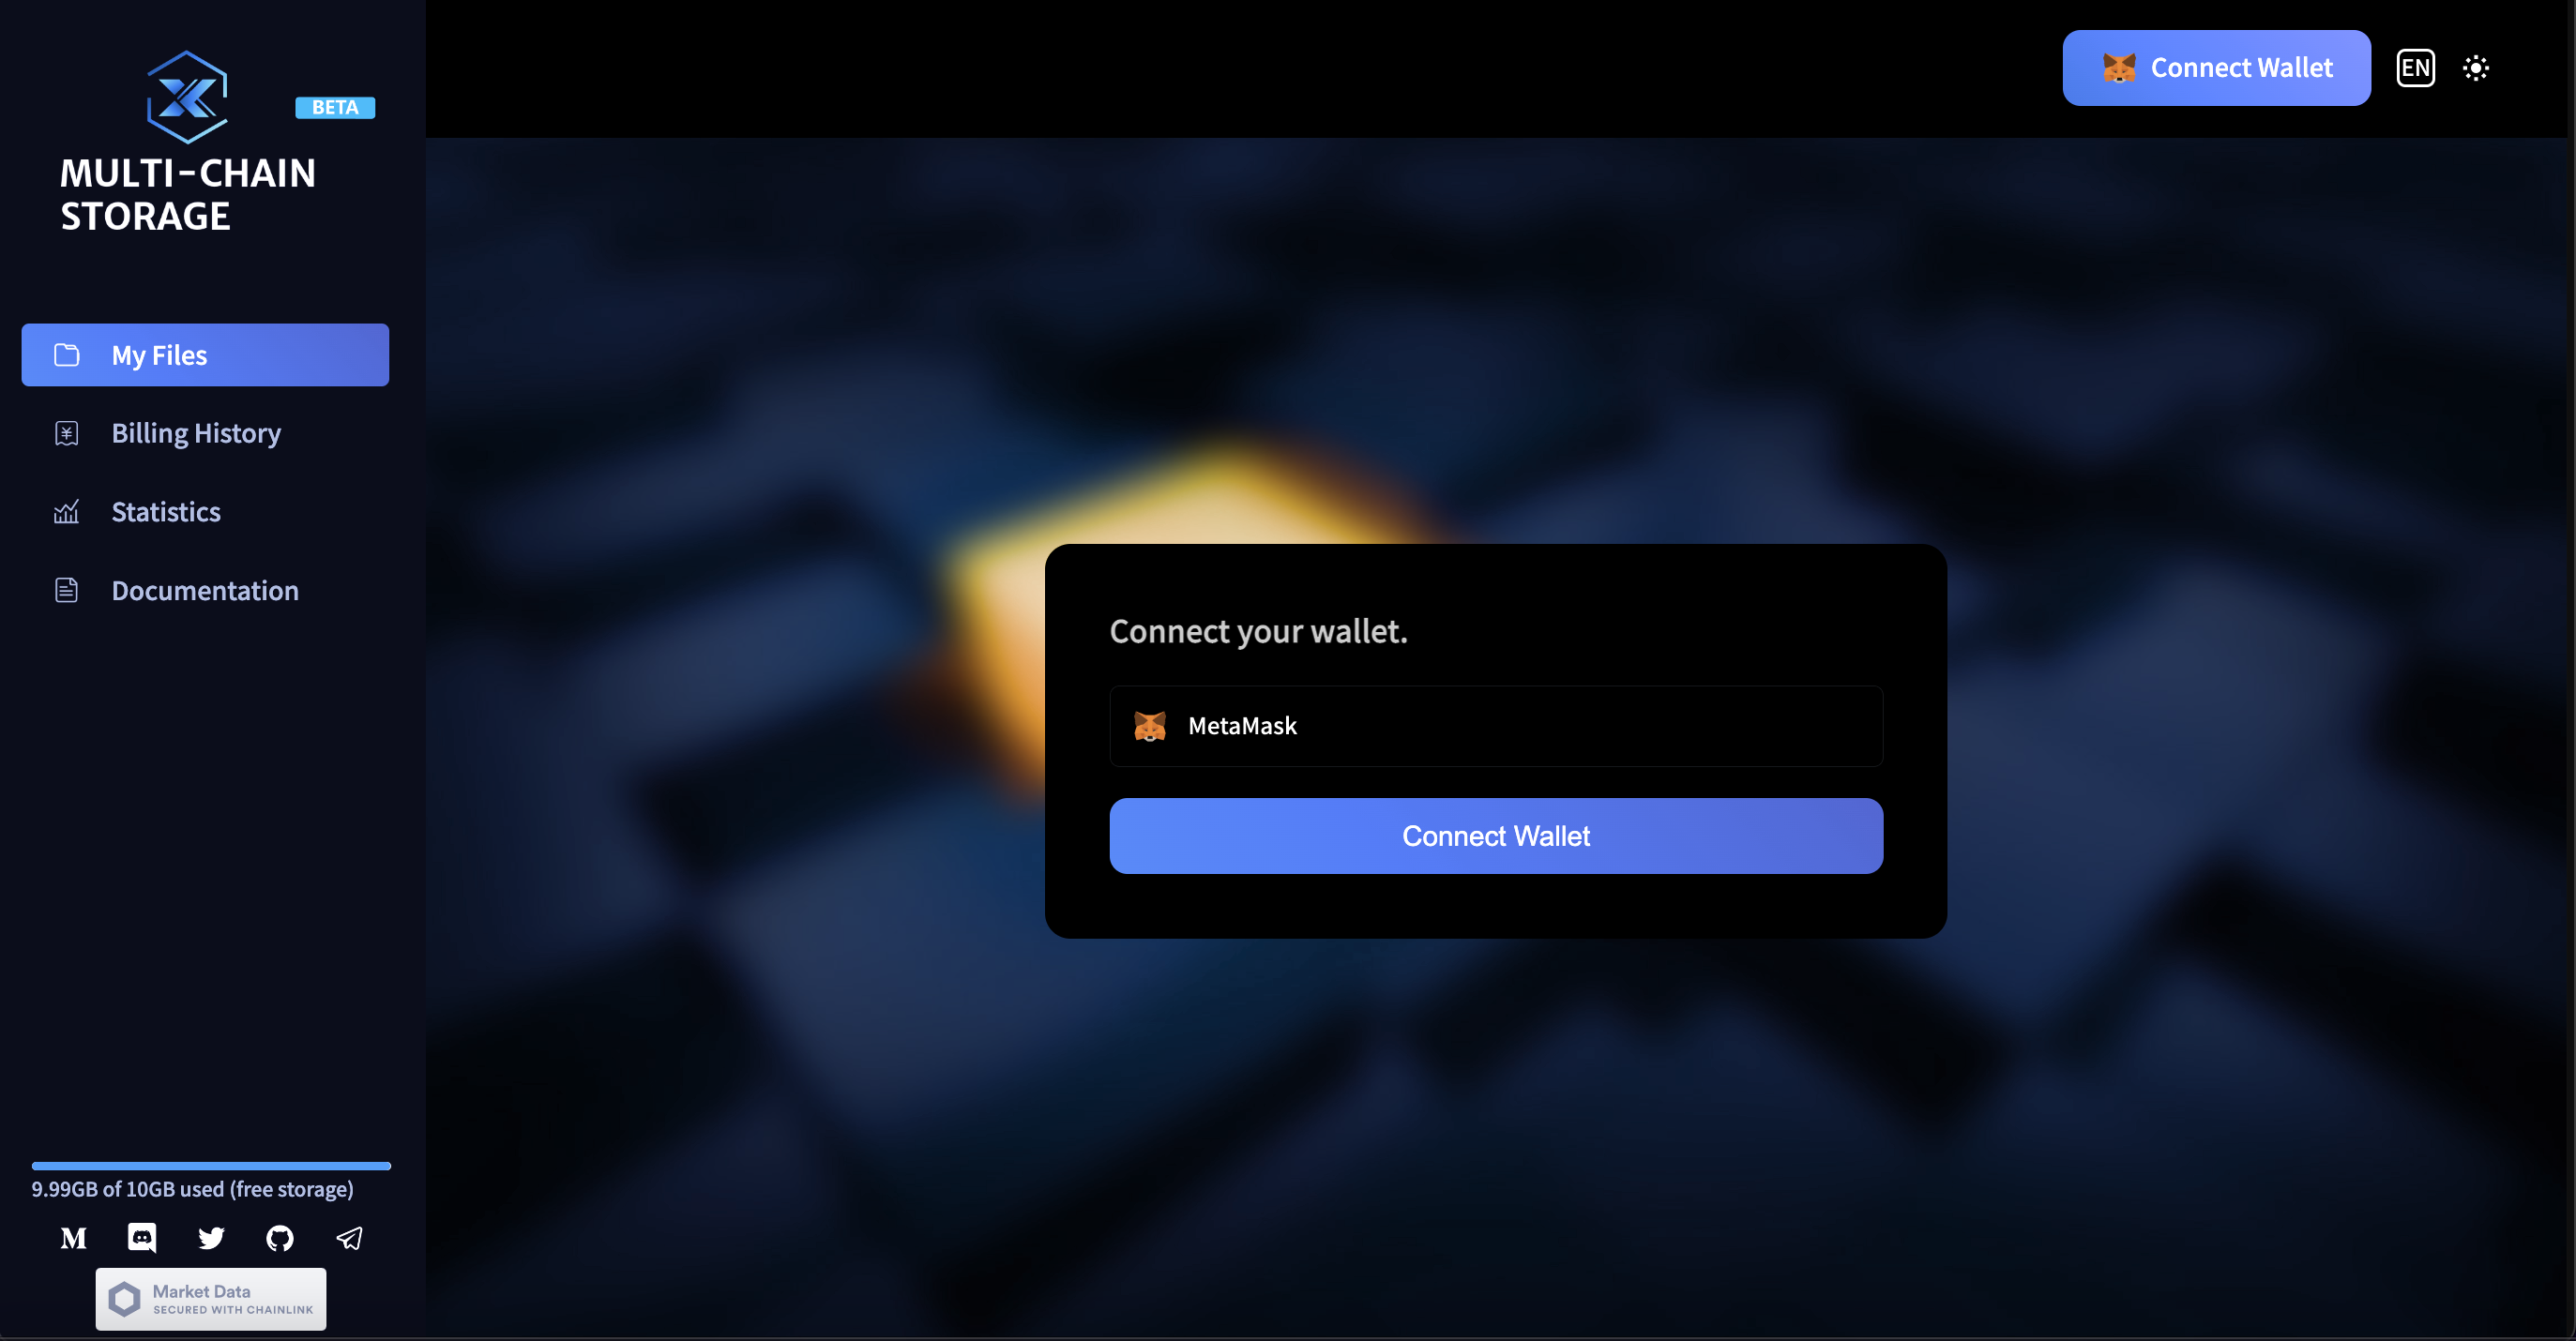 BETA
MULTI-CHAIN
STORAGE
My Files
Billing History
Statistics
Documentation
9.99GB of 10GB used (free storage)
M
Market Data
SECURED WITH CHAINLINK
Connect Wallet
EN
Connect your wallet.
MetaMask
Connect Wallet